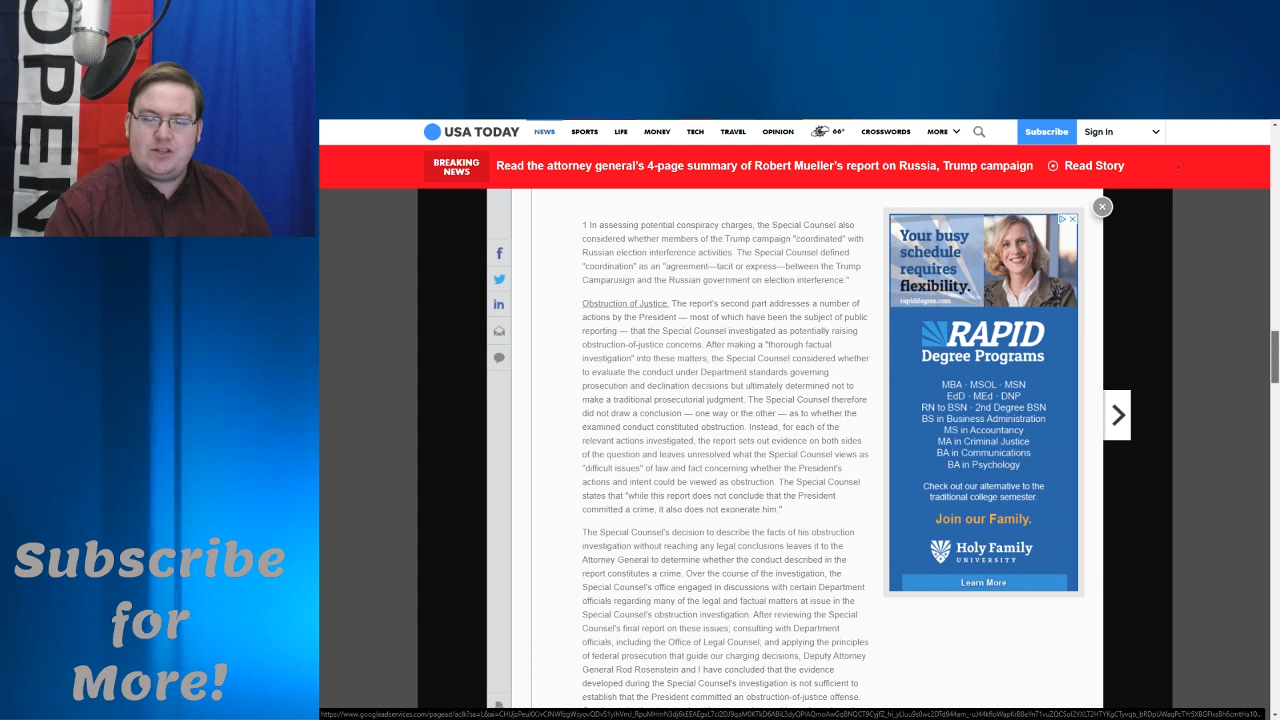 OPEN
USA TODAY
NEWS
SPORTS
LIFE
MONEY
TECH
TRAVEL
OPINION
66°
CROSSWORDS
MORE
Subscribe
Sign In
BREAKING
NEWS
Read the attorney general's 4-page summary of Robert Mueller's report on Russia, Trump campaign
Read Story
1 In assessing potential conspiracy charges, the Special Counsel also
considered whether members of the Trump campaign "coordinated" with
Russian election interference activities. The Special Counsel defined
"coordination" as an "agreement—tacit or express—between the Trump
Camparusign and the Russian government on election interference."
Obstruction of Justice. The report's second part addresses a number of
actions by the President — most of which have been the subject of public
reporting — that the Special Counsel investigated as potentially raising
obstruction-of-justice concerns. After making a "thorough factual
investigation" into these matters, the Special Counsel considered whether
to evaluate the conduct under Department standards governing
prosecution and declination decisions but ultimately determined not to
make a traditional prosecutorial judgment. The Special Counsel therefore
did not draw a conclusion — one way or the other — as to whether the
examined conduct constituted obstruction. Instead, for each of the
relevant actions investigated, the report sets out evidence on both sides
of the question and leaves unresolved what the Special Counsel views as
"difficult issues" of law and fact concerning whether the President's
actions and intent could be viewed as obstruction. The Special Counsel
states that "while this report does not conclude that the President
committed a crime, it also does not exonerate him."
The Special Counsel's decision to describe the facts of his obstruction
investigation without reaching any legal conclusions leaves it to the
Attorney General to determine whether the conduct described in the
report constitutes a crime. Over the course of the investigation, the
Special Counsel's office engaged in discussions with certain Department
officials regarding many of the legal and factual matters at issue in the
Special Counsel's obstruction investigation. After reviewing the Special
Counsel's final report on these issues; consulting with Department
officials, including the Office of Legal Counsel; and applying the principles
of federal prosecution that guide our charging decisions, Deputy Attorney
General Rod Rosenstein and I have concluded that the evidence
developed during the Special Counsel's investigation is not sufficient to
establish that the President committed an obstruction-of-justice offense.
Your busy
schedule
requires
flexibility.
rapiddegree.com
RAPID
Degree Programs
MBA · MSOL · MSN
EdD · MEd · DNP
RN to BSN · 2nd Degree BSN
BS in Business Administration
MS in Accountancy
MA in Criminal Justice
BA in Communications
BA in Psychology
Check out our alternative to the
traditional college semester.
Join our Family.
Holy Family
UNIVERSITY
Learn More
Subscribe
for
More!